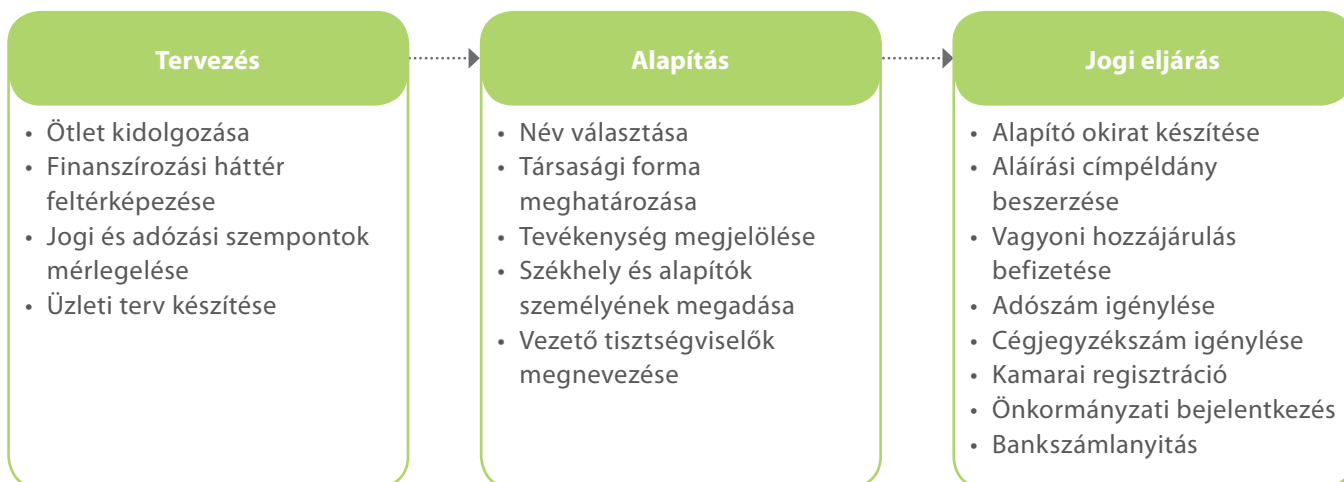 Tervezés
• Ötlet kidolgozása
• Finanszírozási háttér
feltérképezése
• Jogi és adózási szempontok
mérlegelése
• Üzleti terv készítése
Alapítás
• Név választása
• Társasági forma
meghatározása
• Tevékenység megjelölése
• Székhely és alapítók
személyének megadása
• Vezető tisztségviselők
megnevezése
Jogi eljárás
• Alapító okirat készítése
• Aláírási címpéldány
beszerzése
• Vagyoni hozzájárulás
befizetése
• Adószám igénylése
• Cégjegyzékszám igénylése
• Kamarai regisztráció
• Önkormányzati bejelentkezés
• Bankszámlanyitás